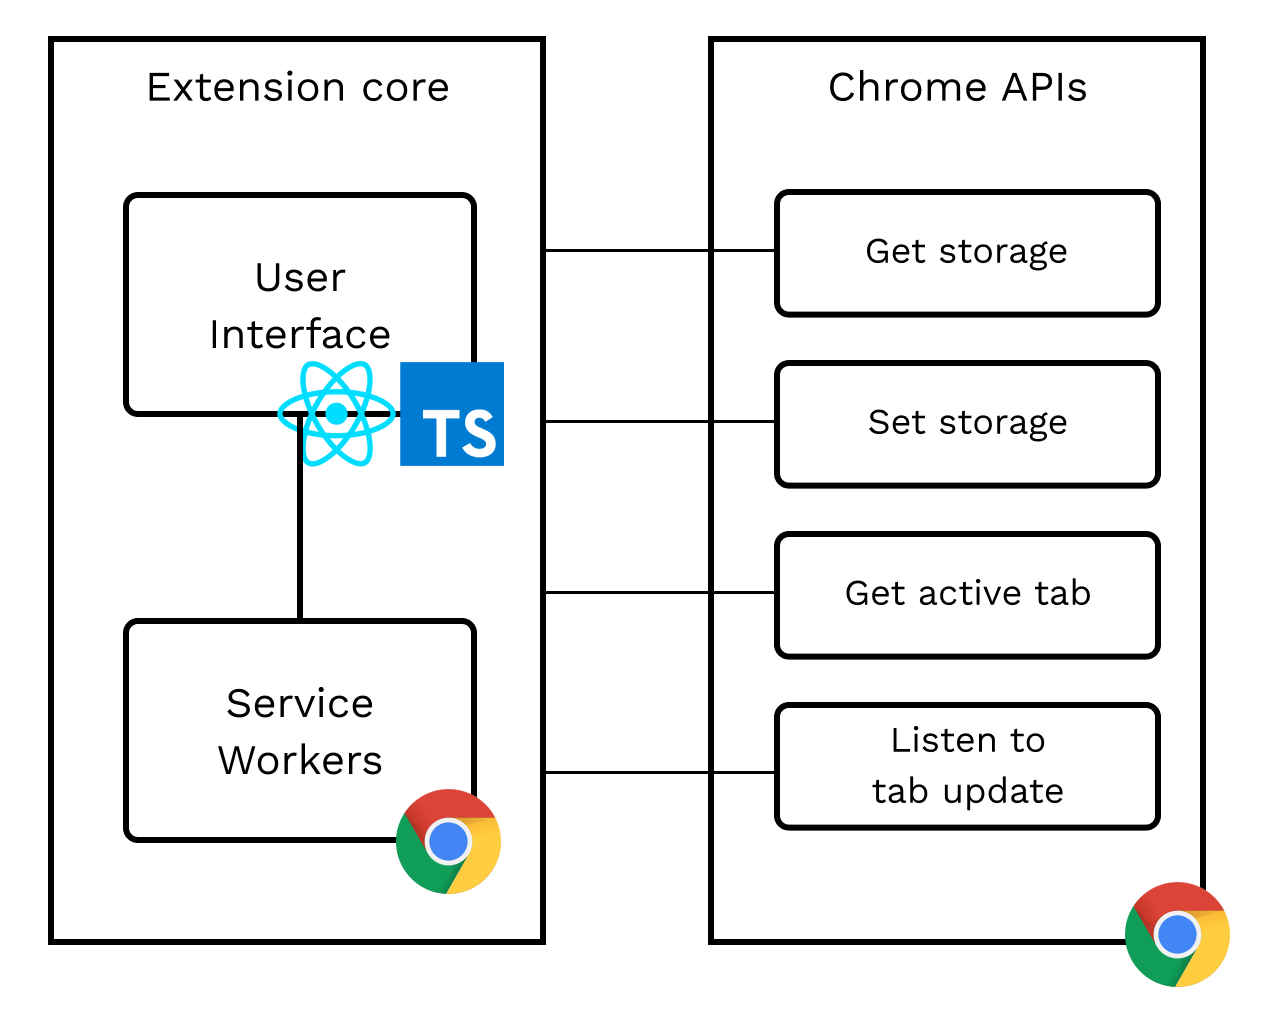 Extension core
User
Interface
TS
Service
Workers
Chrome APIs
Get storage
Set storage
Get active tab
Listen to
tab update